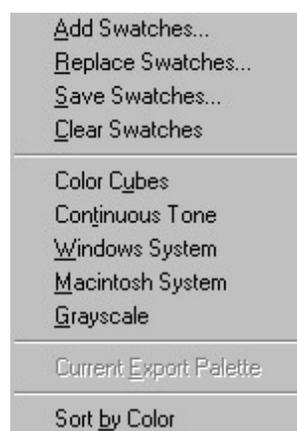 Add Swatches...
Replace Swatches...
Save Swatches...
Clear Swatches
Color Cubes
Continuous Tone
Windows System
Macintosh System
Grayscale
Current Export Palette
Sort by Color